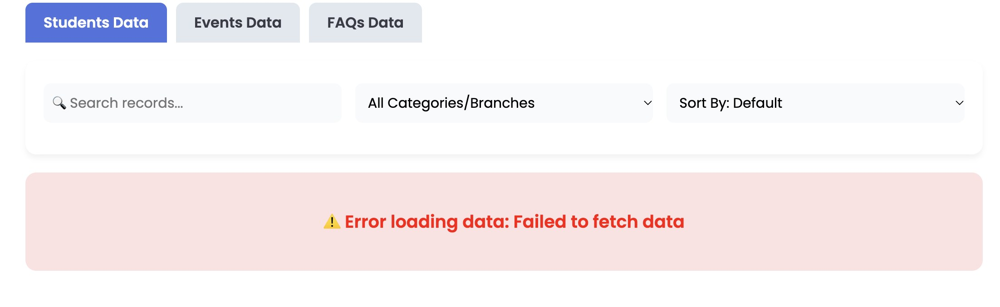 Students Data
Events Data
FAQs Data
🔍 Search records...
All Categories/Branches
Sort By: Default
⚠️ Error loading data: Failed to fetch data